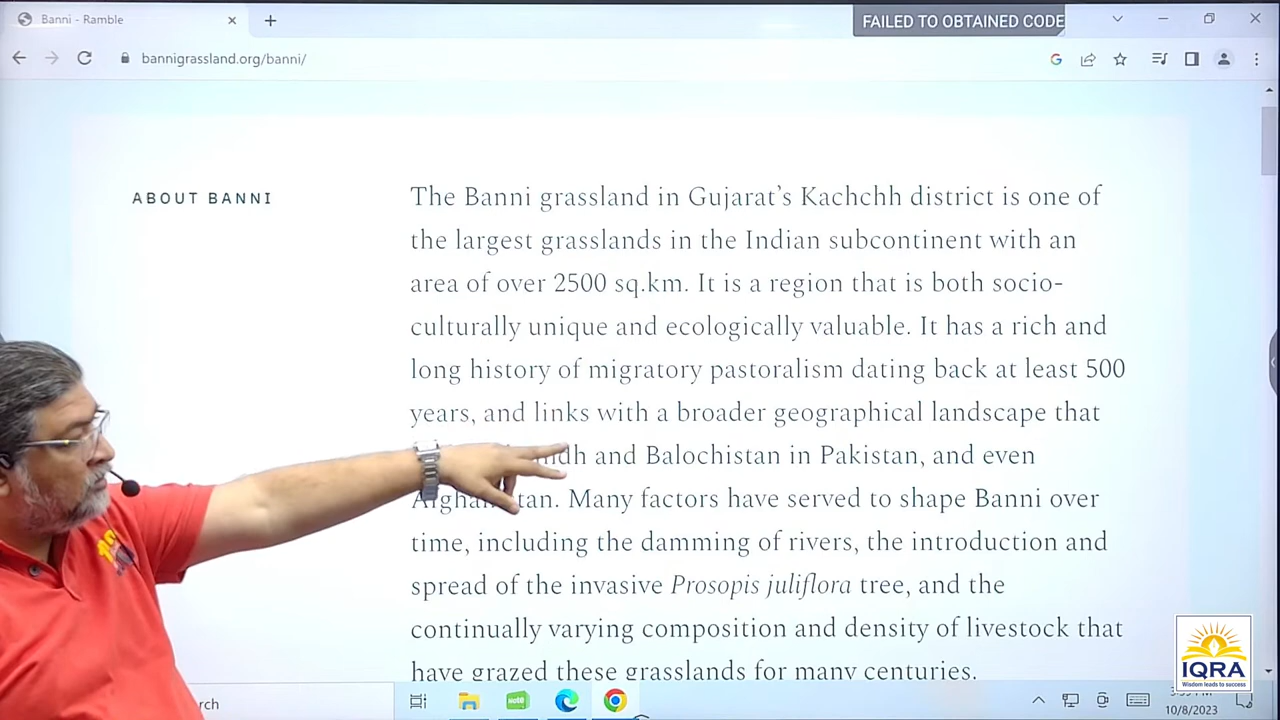 Banni - Ramble
FAILED TO OBTAINED CODE
bannigrassland.org/banni/
ABOUT BANNI
The Banni grassland in Gujarat's Kachchh district is one of
the largest grasslands in the Indian subcontinent with an
area of over 2500 sq.km. It is a region that is both socio-
culturally unique and ecologically valuable. It has a rich and
long history of migratory pastoralism dating back at least 500
years, and links with a broader geographical landscape that
and Balochistan in Pakistan, and even
Many factors have served to shape Banni over
time, including the damming of rivers, the introduction and
spread of the invasive Prosopis juliflora tree, and the
continually varying composition and density of livestock that
have grazed these grasslands for many centuries.
IQRA
Wisdom leads to success
10/8/2023